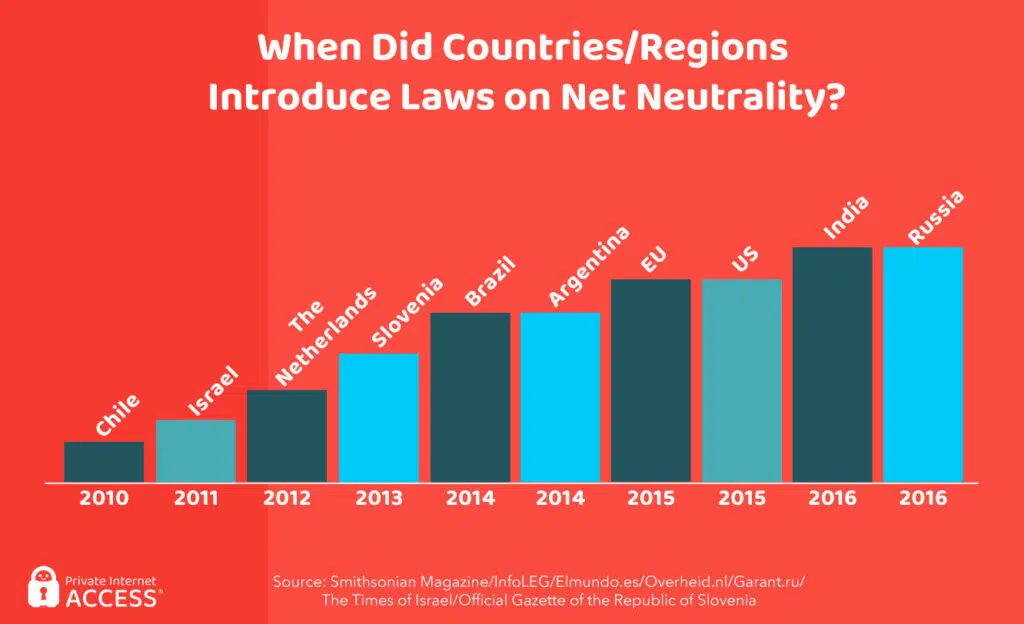 When Did Countries/Regions
Introduce Laws on Net Neutrality?
Chile
Israel
The
Netherlands
Slovenia
Brazil
Argentina
EU
US
India
Russia
2010
2011
2012
2013
2014
2014
2015
2015
2016
2016
Private Internet
ACCESS®
Source: Smithsonian Magazine/InfoLEG/Elmundo.es/Overheid.nl/Garant.ru/
The Times of Israel/Official Gazette of the Republic of Slovenia